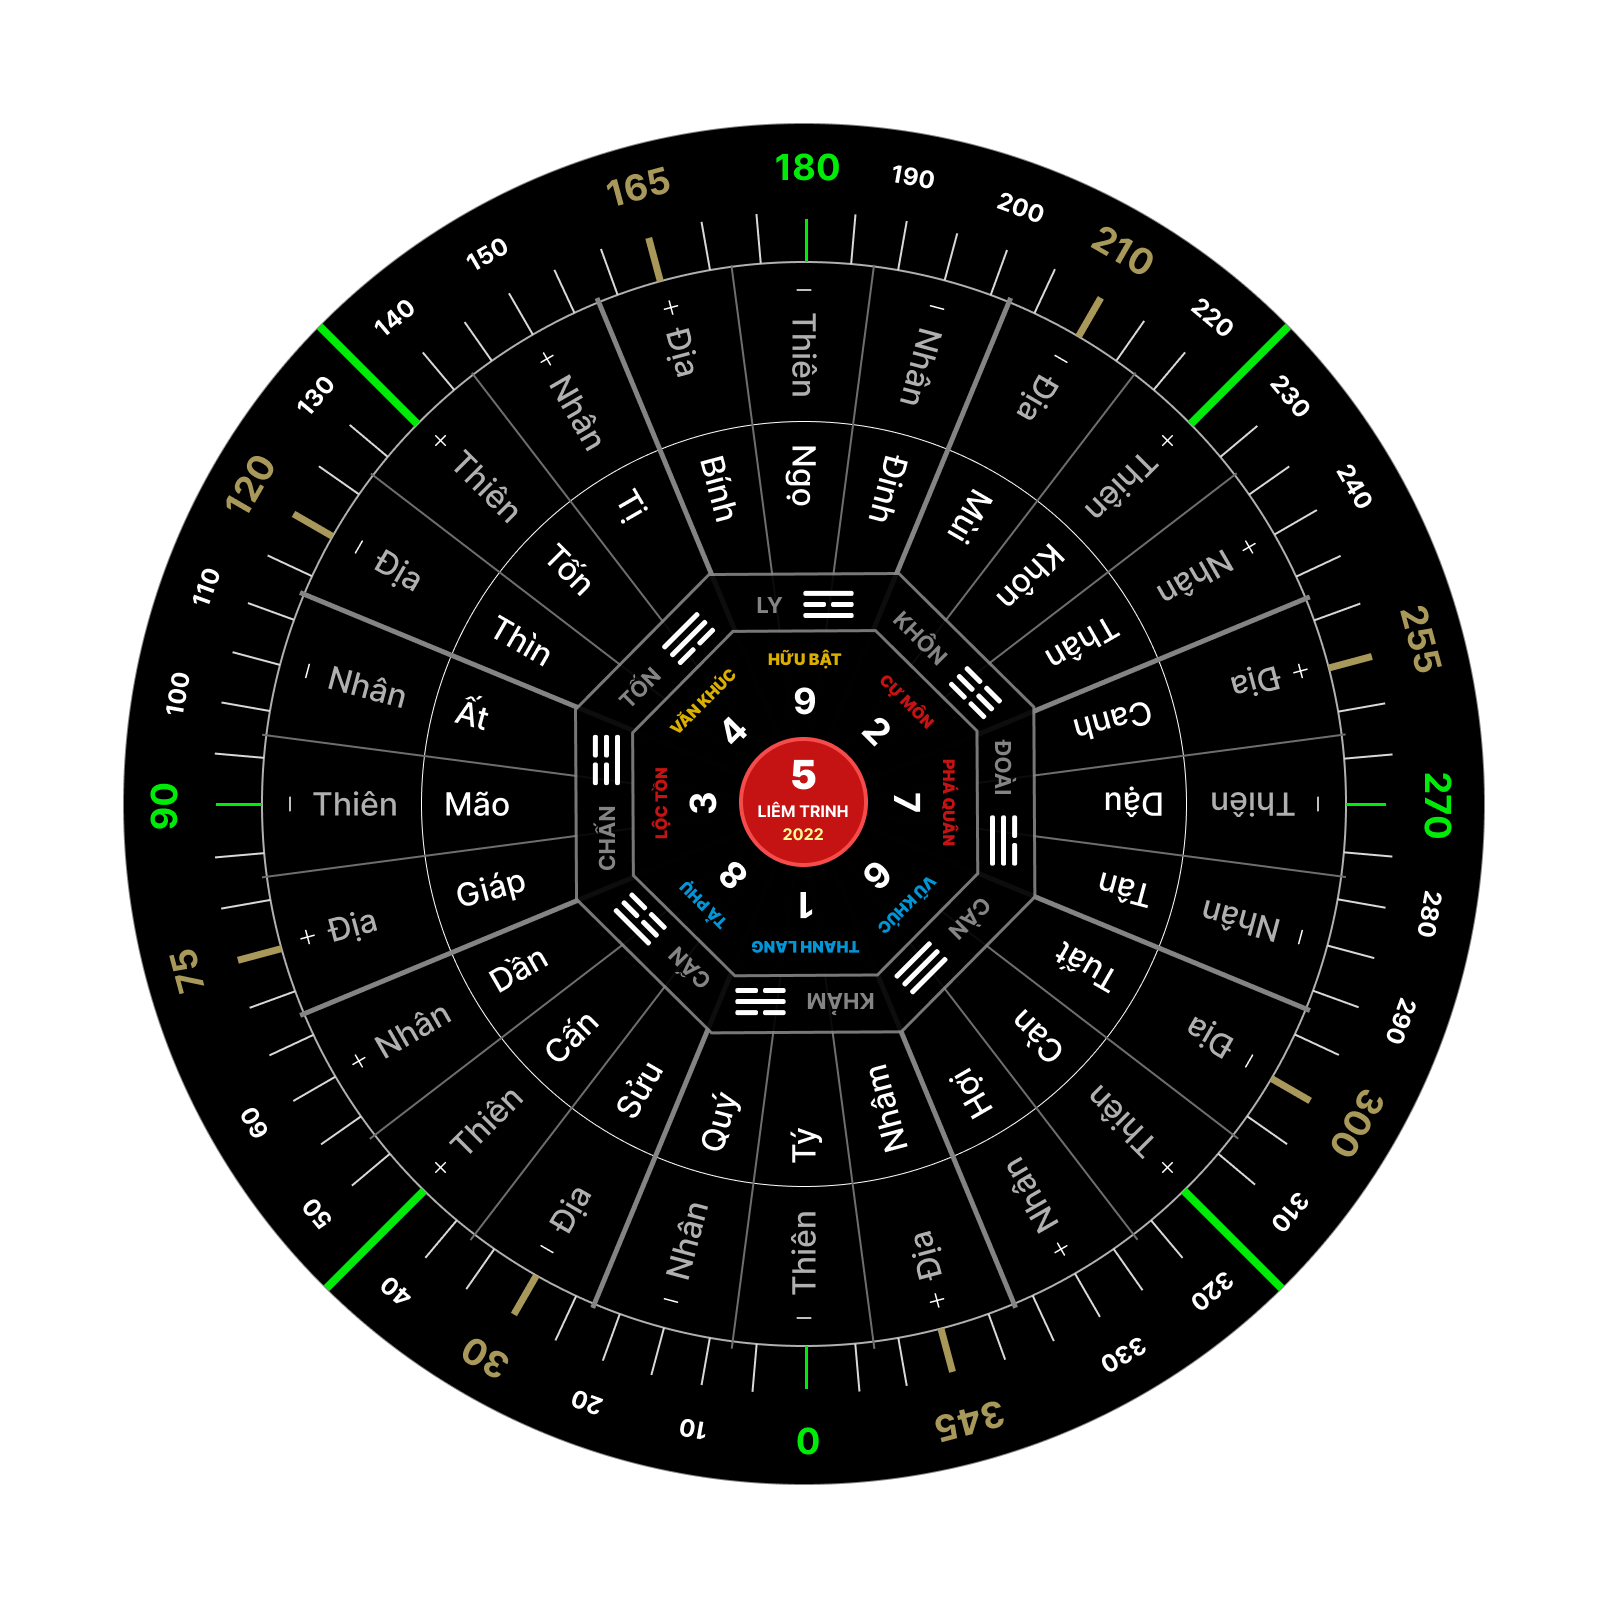 180
190
200
210
220
230
240
255
270
280
290
300
310
320
330
345
0
10
20
30
40
50
60
75
90
100
110
120
130
140
150
165
− Thiên
− Nhân
− Địa
+ Thiên
+ Nhân
+ Địa
− Thiên
− Nhân
− Địa
+ Thiên
+ Nhân
+ Địa
− Thiên
− Nhân
− Địa
+ Thiên
+ Nhân
+ Địa
− Thiên
− Nhân
− Địa
+ Thiên
+ Nhân
+ Địa
Ngọ
Đinh
Mùi
Khôn
Thân
Canh
Dậu
Tân
Tuất
Càn
Hợi
Nhâm
Tý
Quý
Sửu
Cấn
Dần
Giáp
Mão
Ất
Thìn
Tốn
Tị
Bính
LY ☲
KHÔN ☷
ĐOÀI ☱
CÀN ☰
KHẢM ☵
CẤN ☶
CHẤN ☳
TỐN ☴
HỮU BẬT
9
CỰ MÔN
2
PHÁ QUÂN
7
VŨ KHÚC
6
THAM LANG
1
TẢ PHỤ
8
LỘC TỒN
3
VĂN KHÚC
4
5
LIÊM TRINH
2022